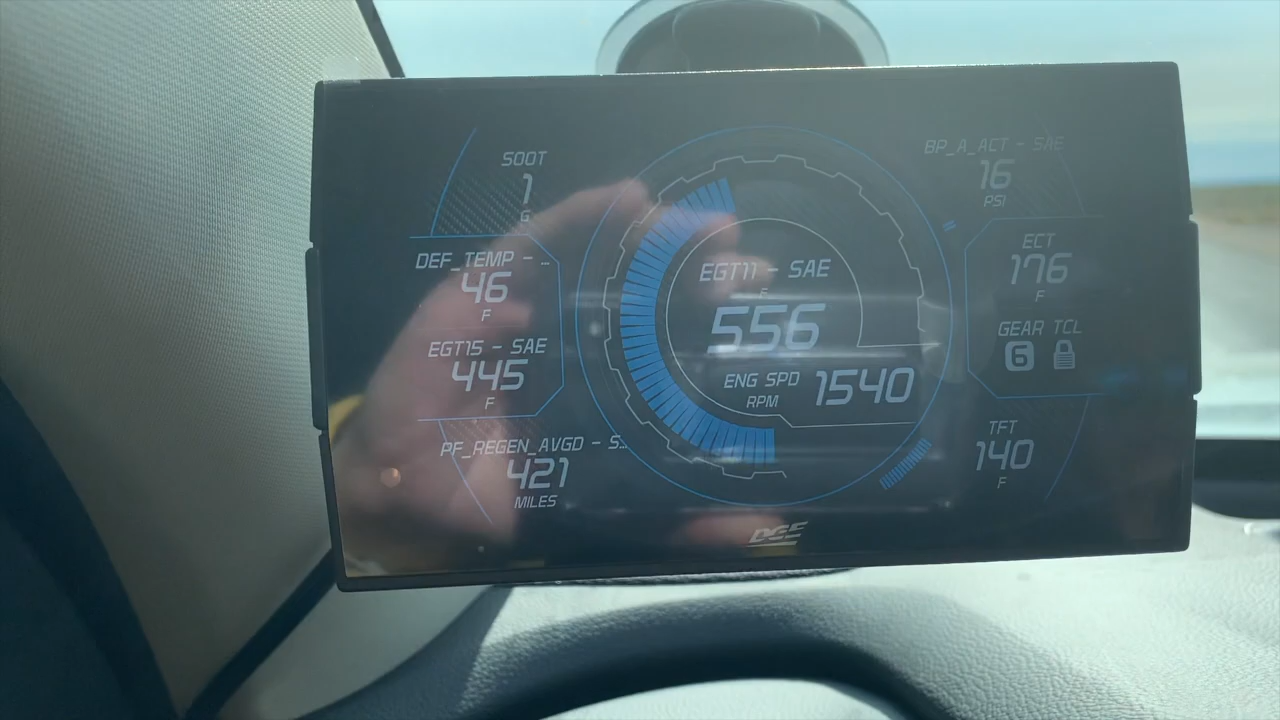 SOOT
1
G
DEF_TEMP - ..
46
F
EGT15 - SAE
445
F
PF_REGEN_AVGD - S...
421
MILES
EGT11 - SAE
F
556
ENG SPD
RPM
1540
EDGE
BP_A_ACT - SAE
16
PSI
ECT
176
F
GEAR TCL
6
TFT
140
F